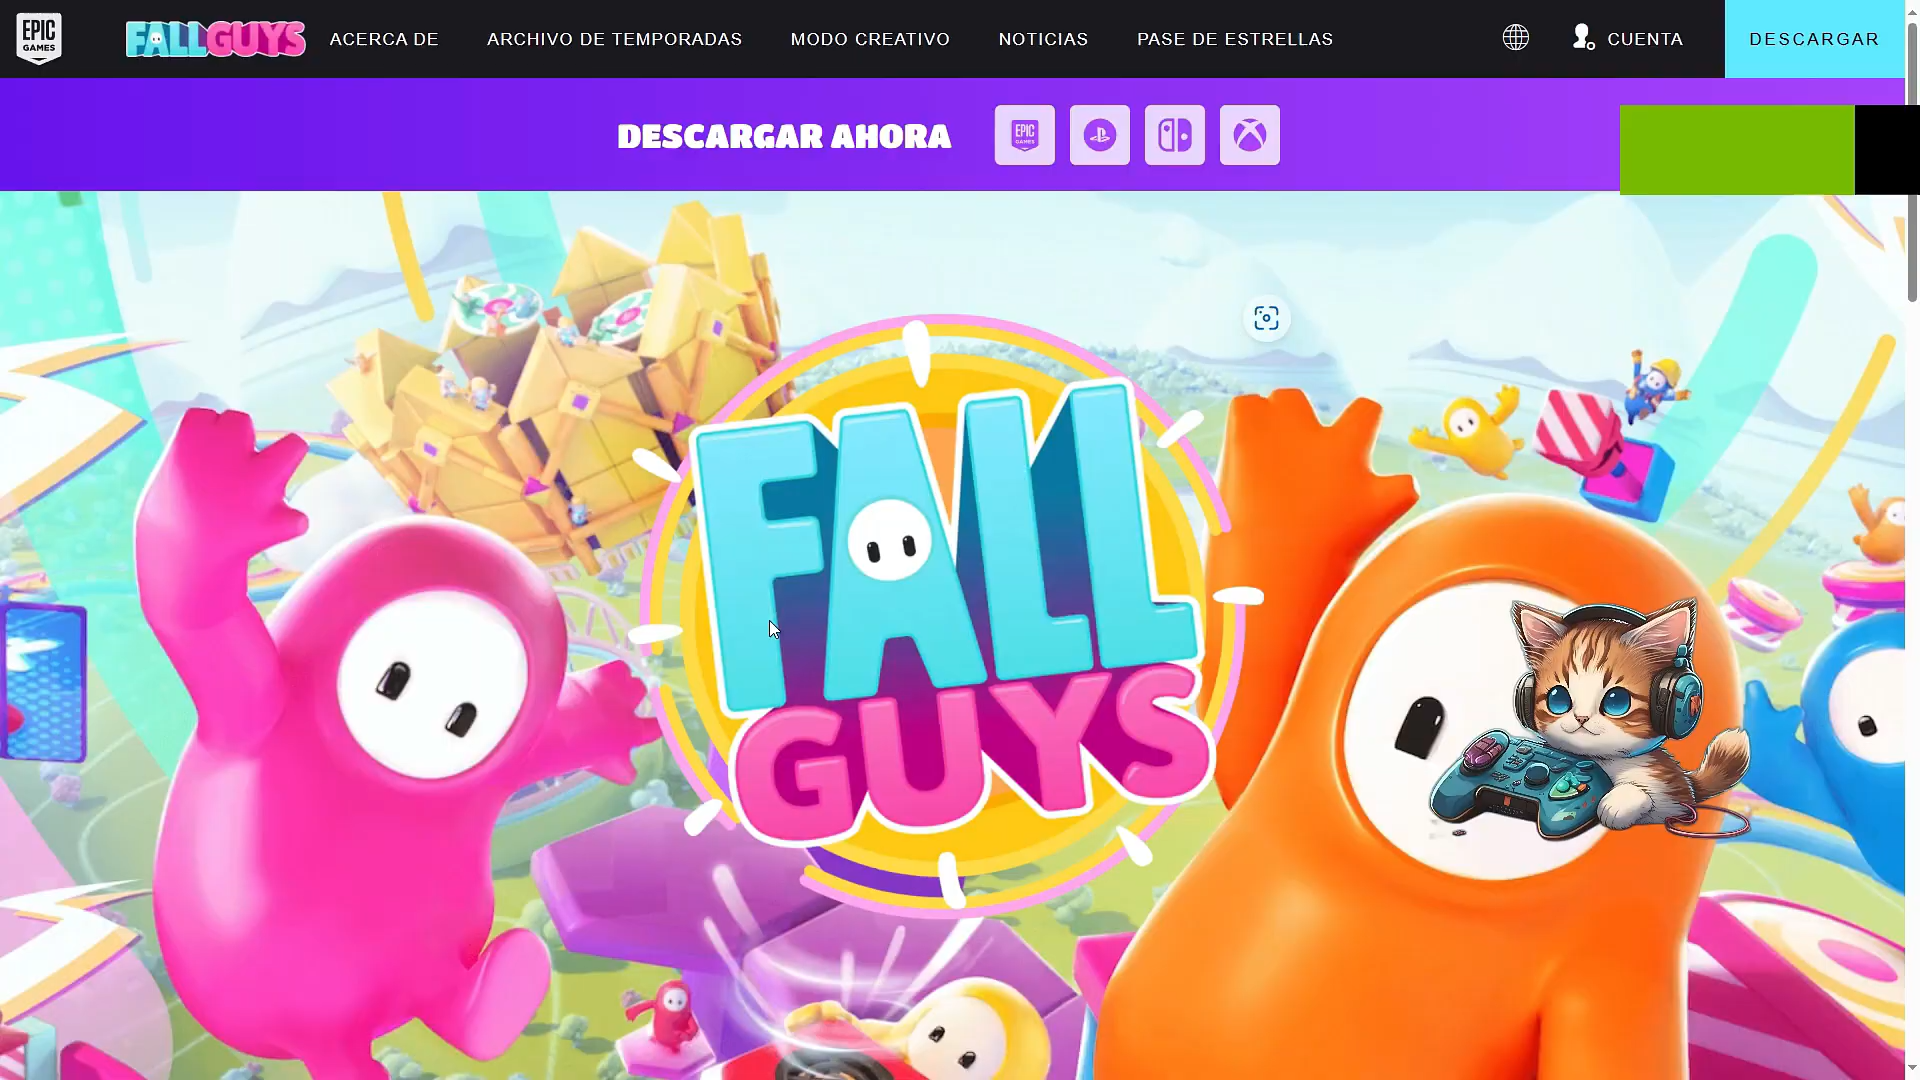 EPIC
GAMES
FALL GUYS
ACERCA DE
ARCHIVO DE TEMPORADAS
MODO CREATIVO
NOTICIAS
PASE DE ESTRELLAS
CUENTA
DESCARGAR
DESCARGAR AHORA
EPIC
GAMES
FALL
GUYS